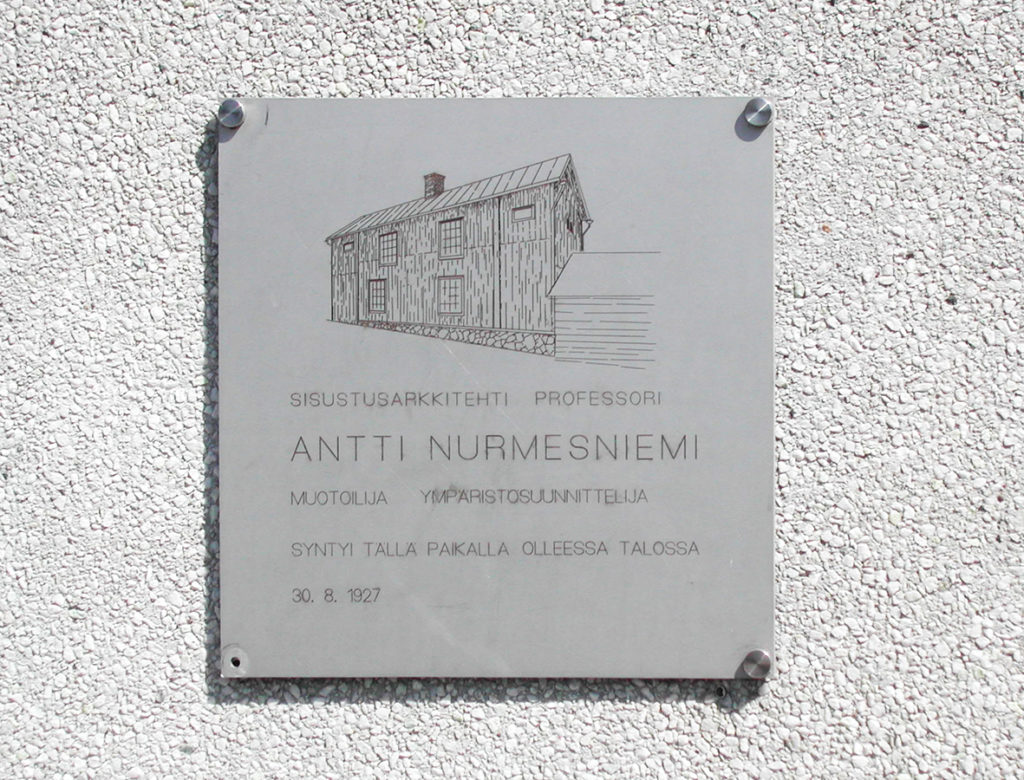 SISUSTUSARKKITEHTI PROFESSORI
ANTTI NURMESNIEMI
MUOTOILIJA YMPÄRISTÖSUUNNITTELIJA
SYNTYI TÄLLÄ PAIKALLA OLLEESSA TALOSSA
30. 8. 1927